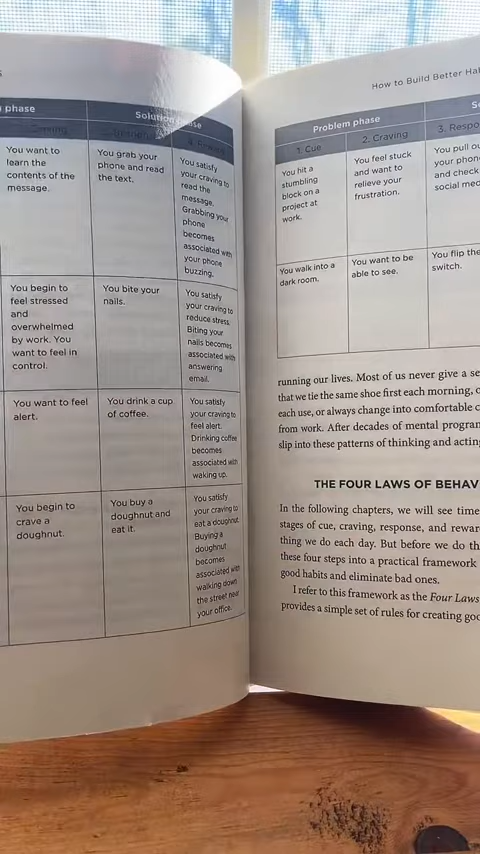 phase
Solution phase
Craving
You want to
learn the
contents of the
message.
You grab your
phone and read
the text.
You satisfy
your craving to
read the
message.
Grabbing your
phone
becomes
associated with
your phone
buzzing.
You begin to
feel stressed
and
overwhelmed
by work. You
want to feel in
control.
You bite your
nails.
You satisfy
your craving to
reduce stress.
Biting your
nails becomes
associated with
answering
email.
You want to feel
alert.
You drink a cup
of coffee.
You satisfy
your craving to
feel alert.
Drinking coffee
becomes
associated with
waking up.
You begin to
crave a
doughnut.
You buy a
doughnut and
eat it.
You satisfy
your craving to
eat a doughnut.
Buying a
doughnut
becomes
associated with
walking down
the street near
your office.
How to Build Better Ha
Problem phase
1. Cue
2. Craving
3. Respo
You hit a
stumbling
block on a
project at
work.
You feel stuck
and want to
relieve your
frustration.
You pull ou
your phon
and check
social med
You walk into a
dark room.
You want to be
able to see.
You flip the
switch.
running our lives. Most of us never give a se
that we tie the same shoe first each morning, o
each use, or always change into comfortable c
from work. After decades of mental program
slip into these patterns of thinking and acting
THE FOUR LAWS OF BEHAV
In the following chapters, we will see time
stages of cue, craving, response, and rewar
thing we do each day. But before we do th
these four steps into a practical framework
good habits and eliminate bad ones.
I refer to this framework as the Four Laws
provides a simple set of rules for creating goo